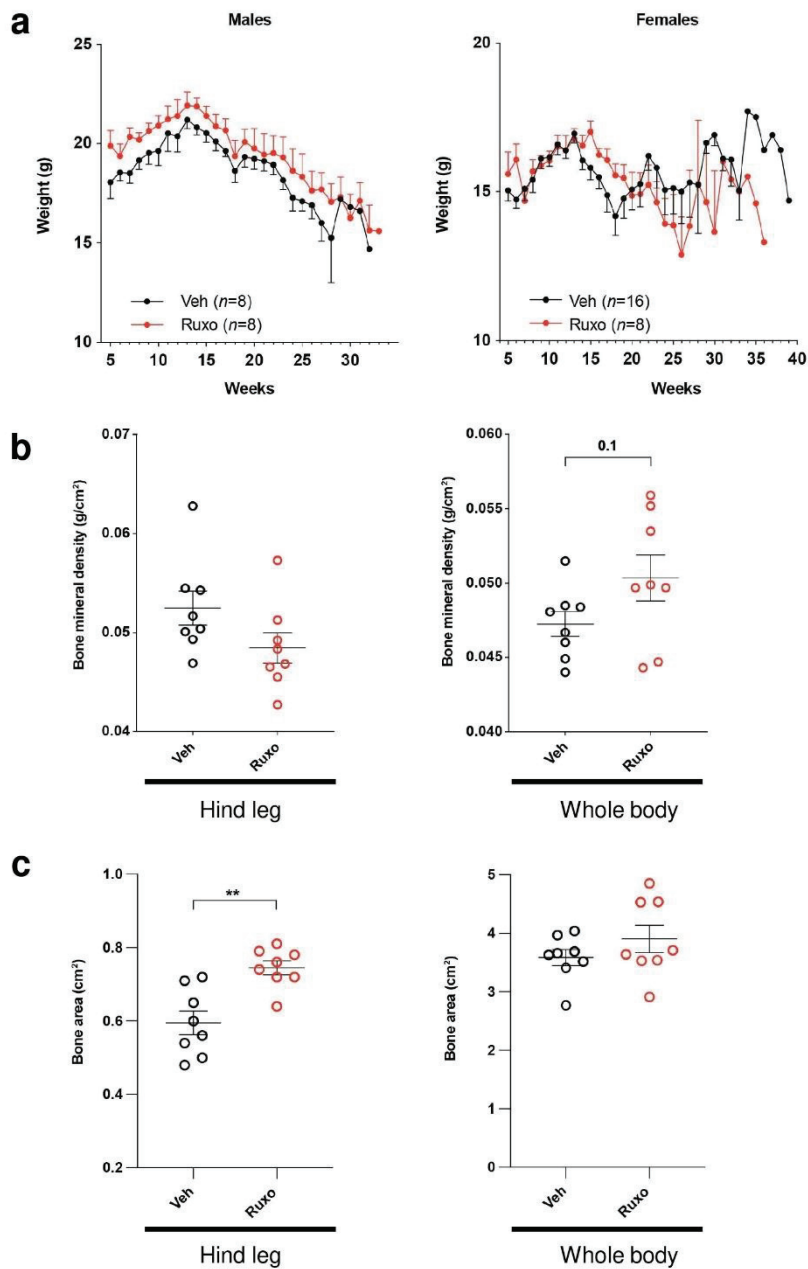 a
Males
Females
25
20
15
10
Weight (g)
Veh (n=8)
Ruxo (n=8)
5 10 15 20 25 30
Weeks
20
15
10
Weight (g)
Veh (n=16)
Ruxo (n=8)
5 10 15 20 25 30 35 40
Weeks
b
0.07
0.06
0.05
0.04
Bone mineral density (g/cm²)
Veh Ruxo
Hind leg
0.060
0.055
0.050
0.045
0.040
Bone mineral density (g/cm²)
0.1
Veh Ruxo
Whole body
c
1.0
0.8
0.6
0.4
0.2
Bone area (cm²)
**
Veh Ruxo
Hind leg
5
4
3
2
1
0
Bone area (cm²)
Veh Ruxo
Whole body